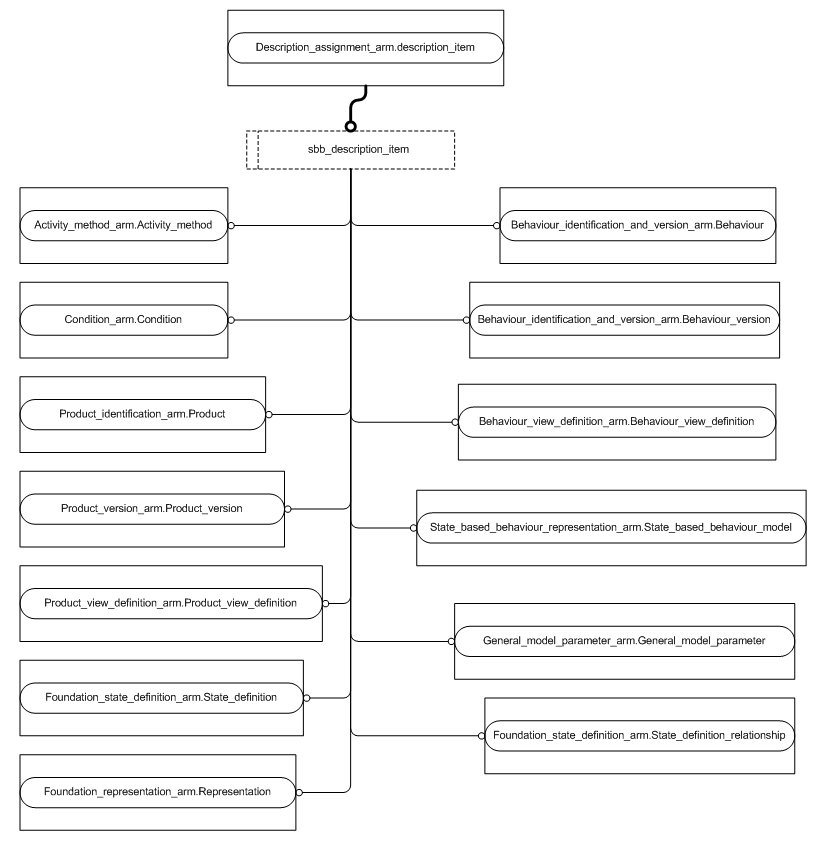 Description_assignment_arm.description_item
sbb_description_item
Activity_method_arm.Activity_method
Behaviour_identification_and_version_arm.Behaviour
Condition_arm.Condition
Behaviour_identification_and_version_arm.Behaviour_version
Product_identification_arm.Product
Behaviour_view_definition_arm.Behaviour_view_definition
Product_version_arm.Product_version
State_based_behaviour_representation_arm.State_based_behaviour_model
Product_view_definition_arm.Product_view_definition
General_model_parameter_arm.General_model_parameter
Foundation_state_definition_arm.State_definition
Foundation_state_definition_arm.State_definition_relationship
Foundation_representation_arm.Representation